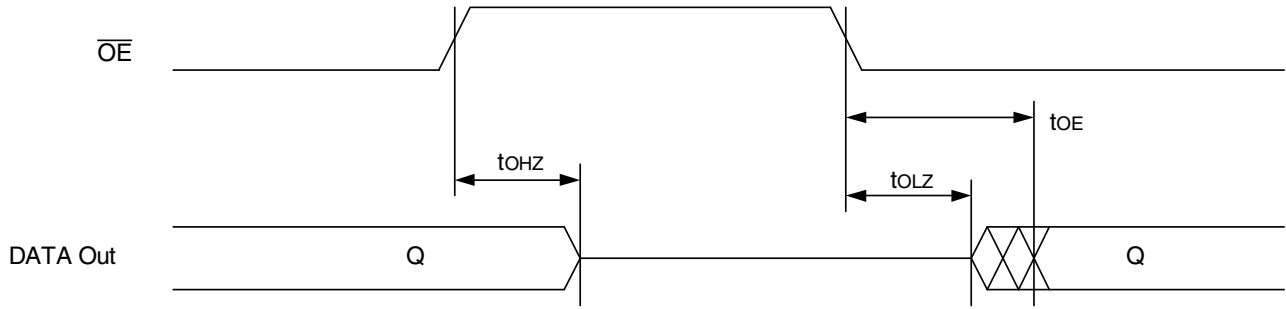 OE
tOE
tOHZ
tOLZ
DATA Out
Q
Q